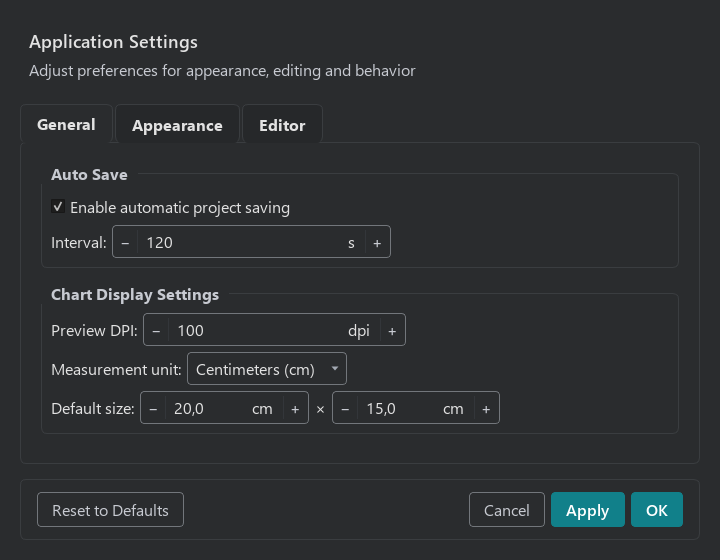 Application Settings
Adjust preferences for appearance, editing and behavior
General Appearance Editor
Auto Save
Enable automatic project saving
Interval: − 120 s +
Chart Display Settings
Preview DPI: − 100 dpi +
Measurement unit: Centimeters (cm)
Default size: − 20,0 cm + × − 15,0 cm +
Reset to Defaults Cancel Apply OK